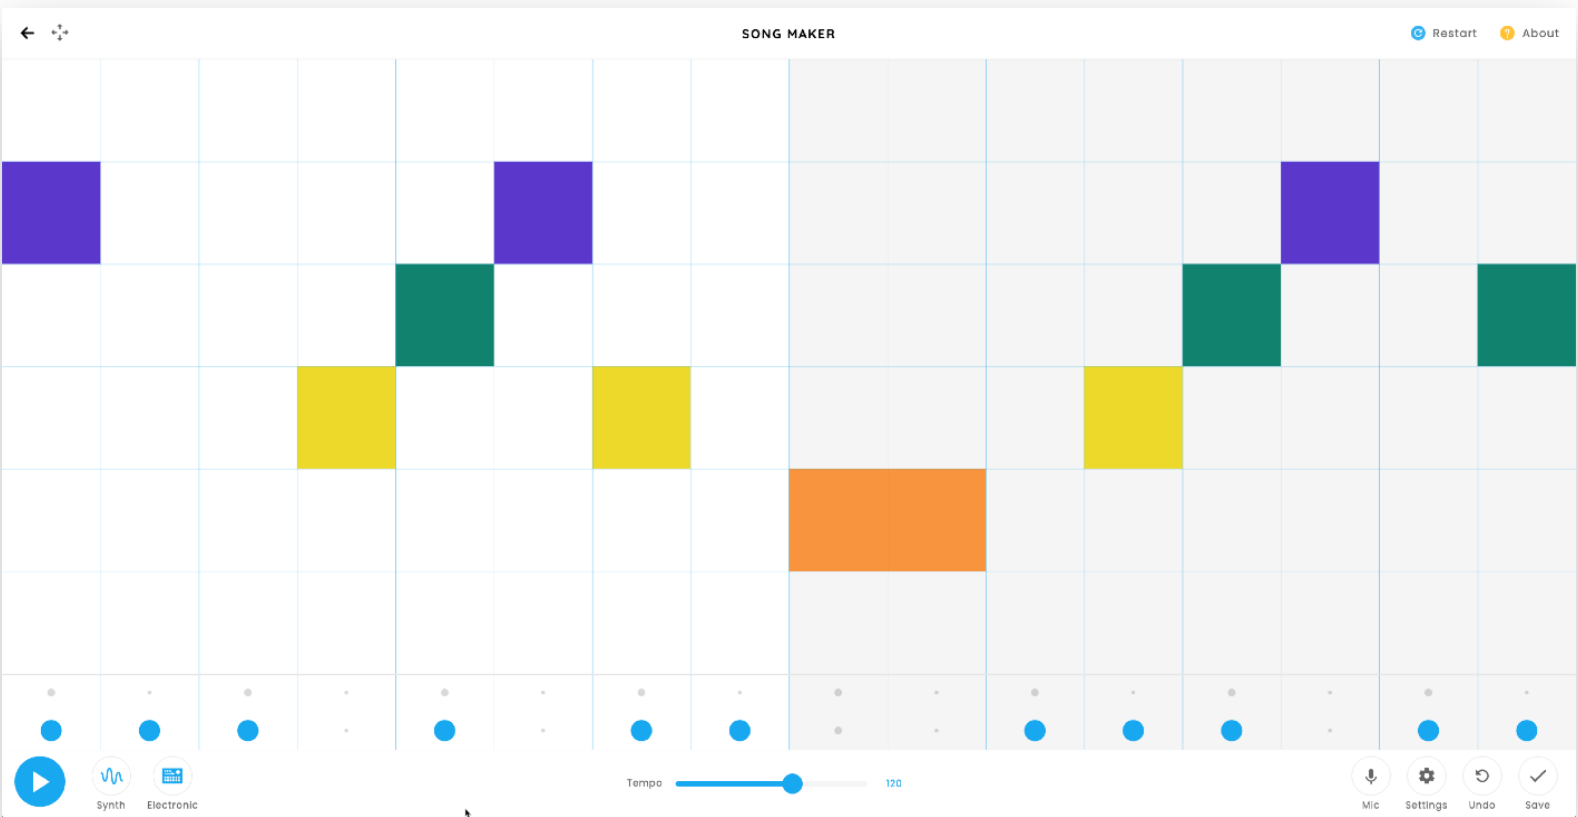 SONG MAKER
Restart
? About
Synth
Electronic
Tempo
120
Mic
Settings
Undo
Save